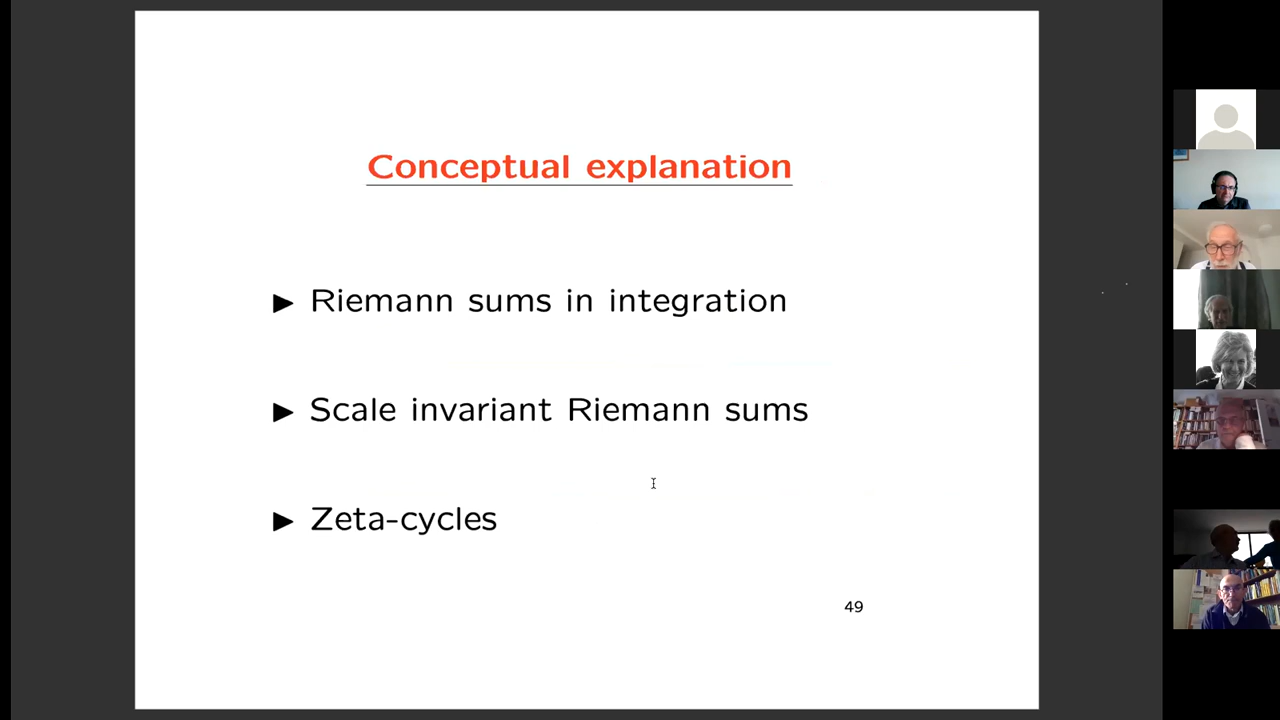 Conceptual explanation
▶ Riemann sums in integration
▶ Scale invariant Riemann sums
▶ Zeta-cycles
49